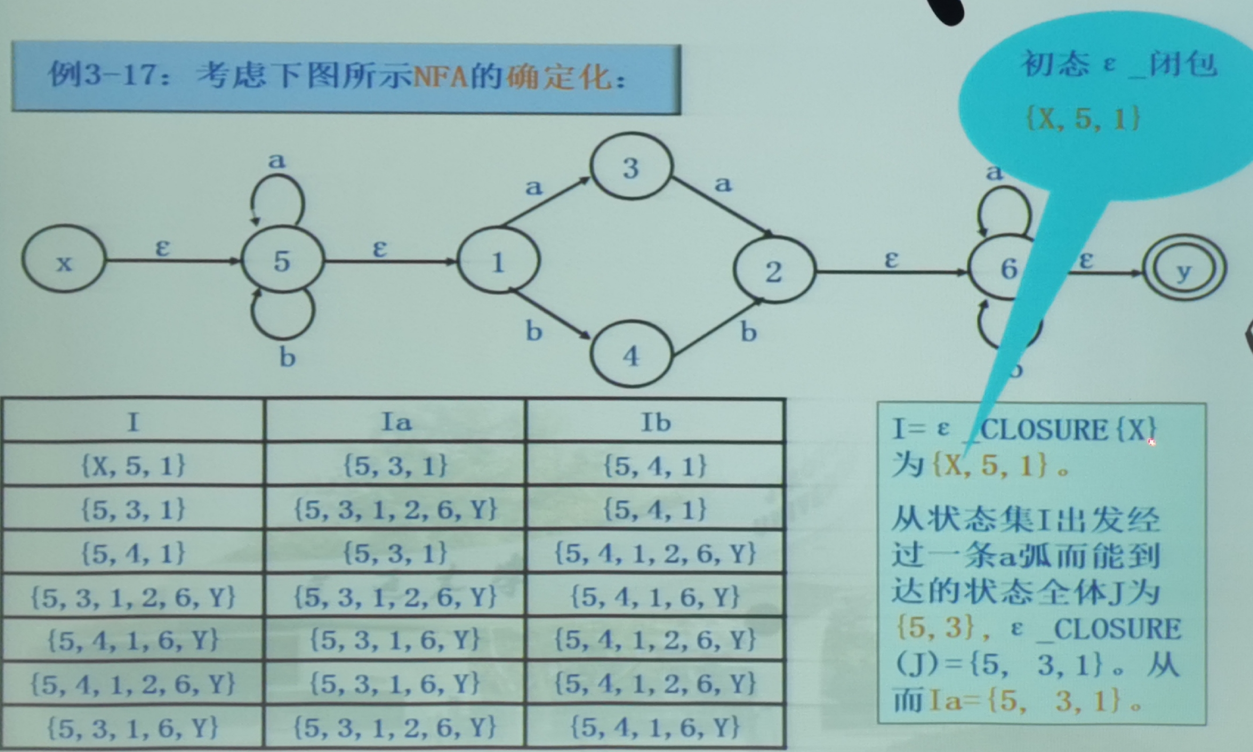 例3-17：考虑下图所示NFA的确定化：
初态 ε_闭包
{X, 5, 1}
a
a
a
a
x
ε
5
ε
1
3
2
ε
6
ε
y
b
b
4
b
b
I Ia Ib
{X, 5, 1} {5, 3, 1} {5, 4, 1}
{5, 3, 1} {5, 3, 1, 2, 6, Y} {5, 4, 1}
{5, 4, 1} {5, 3, 1} {5, 4, 1, 2, 6, Y}
{5, 3, 1, 2, 6, Y} {5, 3, 1, 2, 6, Y} {5, 4, 1, 6, Y}
{5, 4, 1, 6, Y} {5, 3, 1, 6, Y} {5, 4, 1, 2, 6, Y}
{5, 4, 1, 2, 6, Y} {5, 3, 1, 6, Y} {5, 4, 1, 2, 6, Y}
{5, 3, 1, 6, Y} {5, 3, 1, 2, 6, Y} {5, 4, 1, 6, Y}
I= ε _CLOSURE{X}
为{X, 5, 1}。
从状态集I出发经
过一条a弧而能到
达的状态全体J为
{5, 3}，ε _CLOSURE
(J)={5, 3, 1}。从
而Ia={5, 3, 1}。